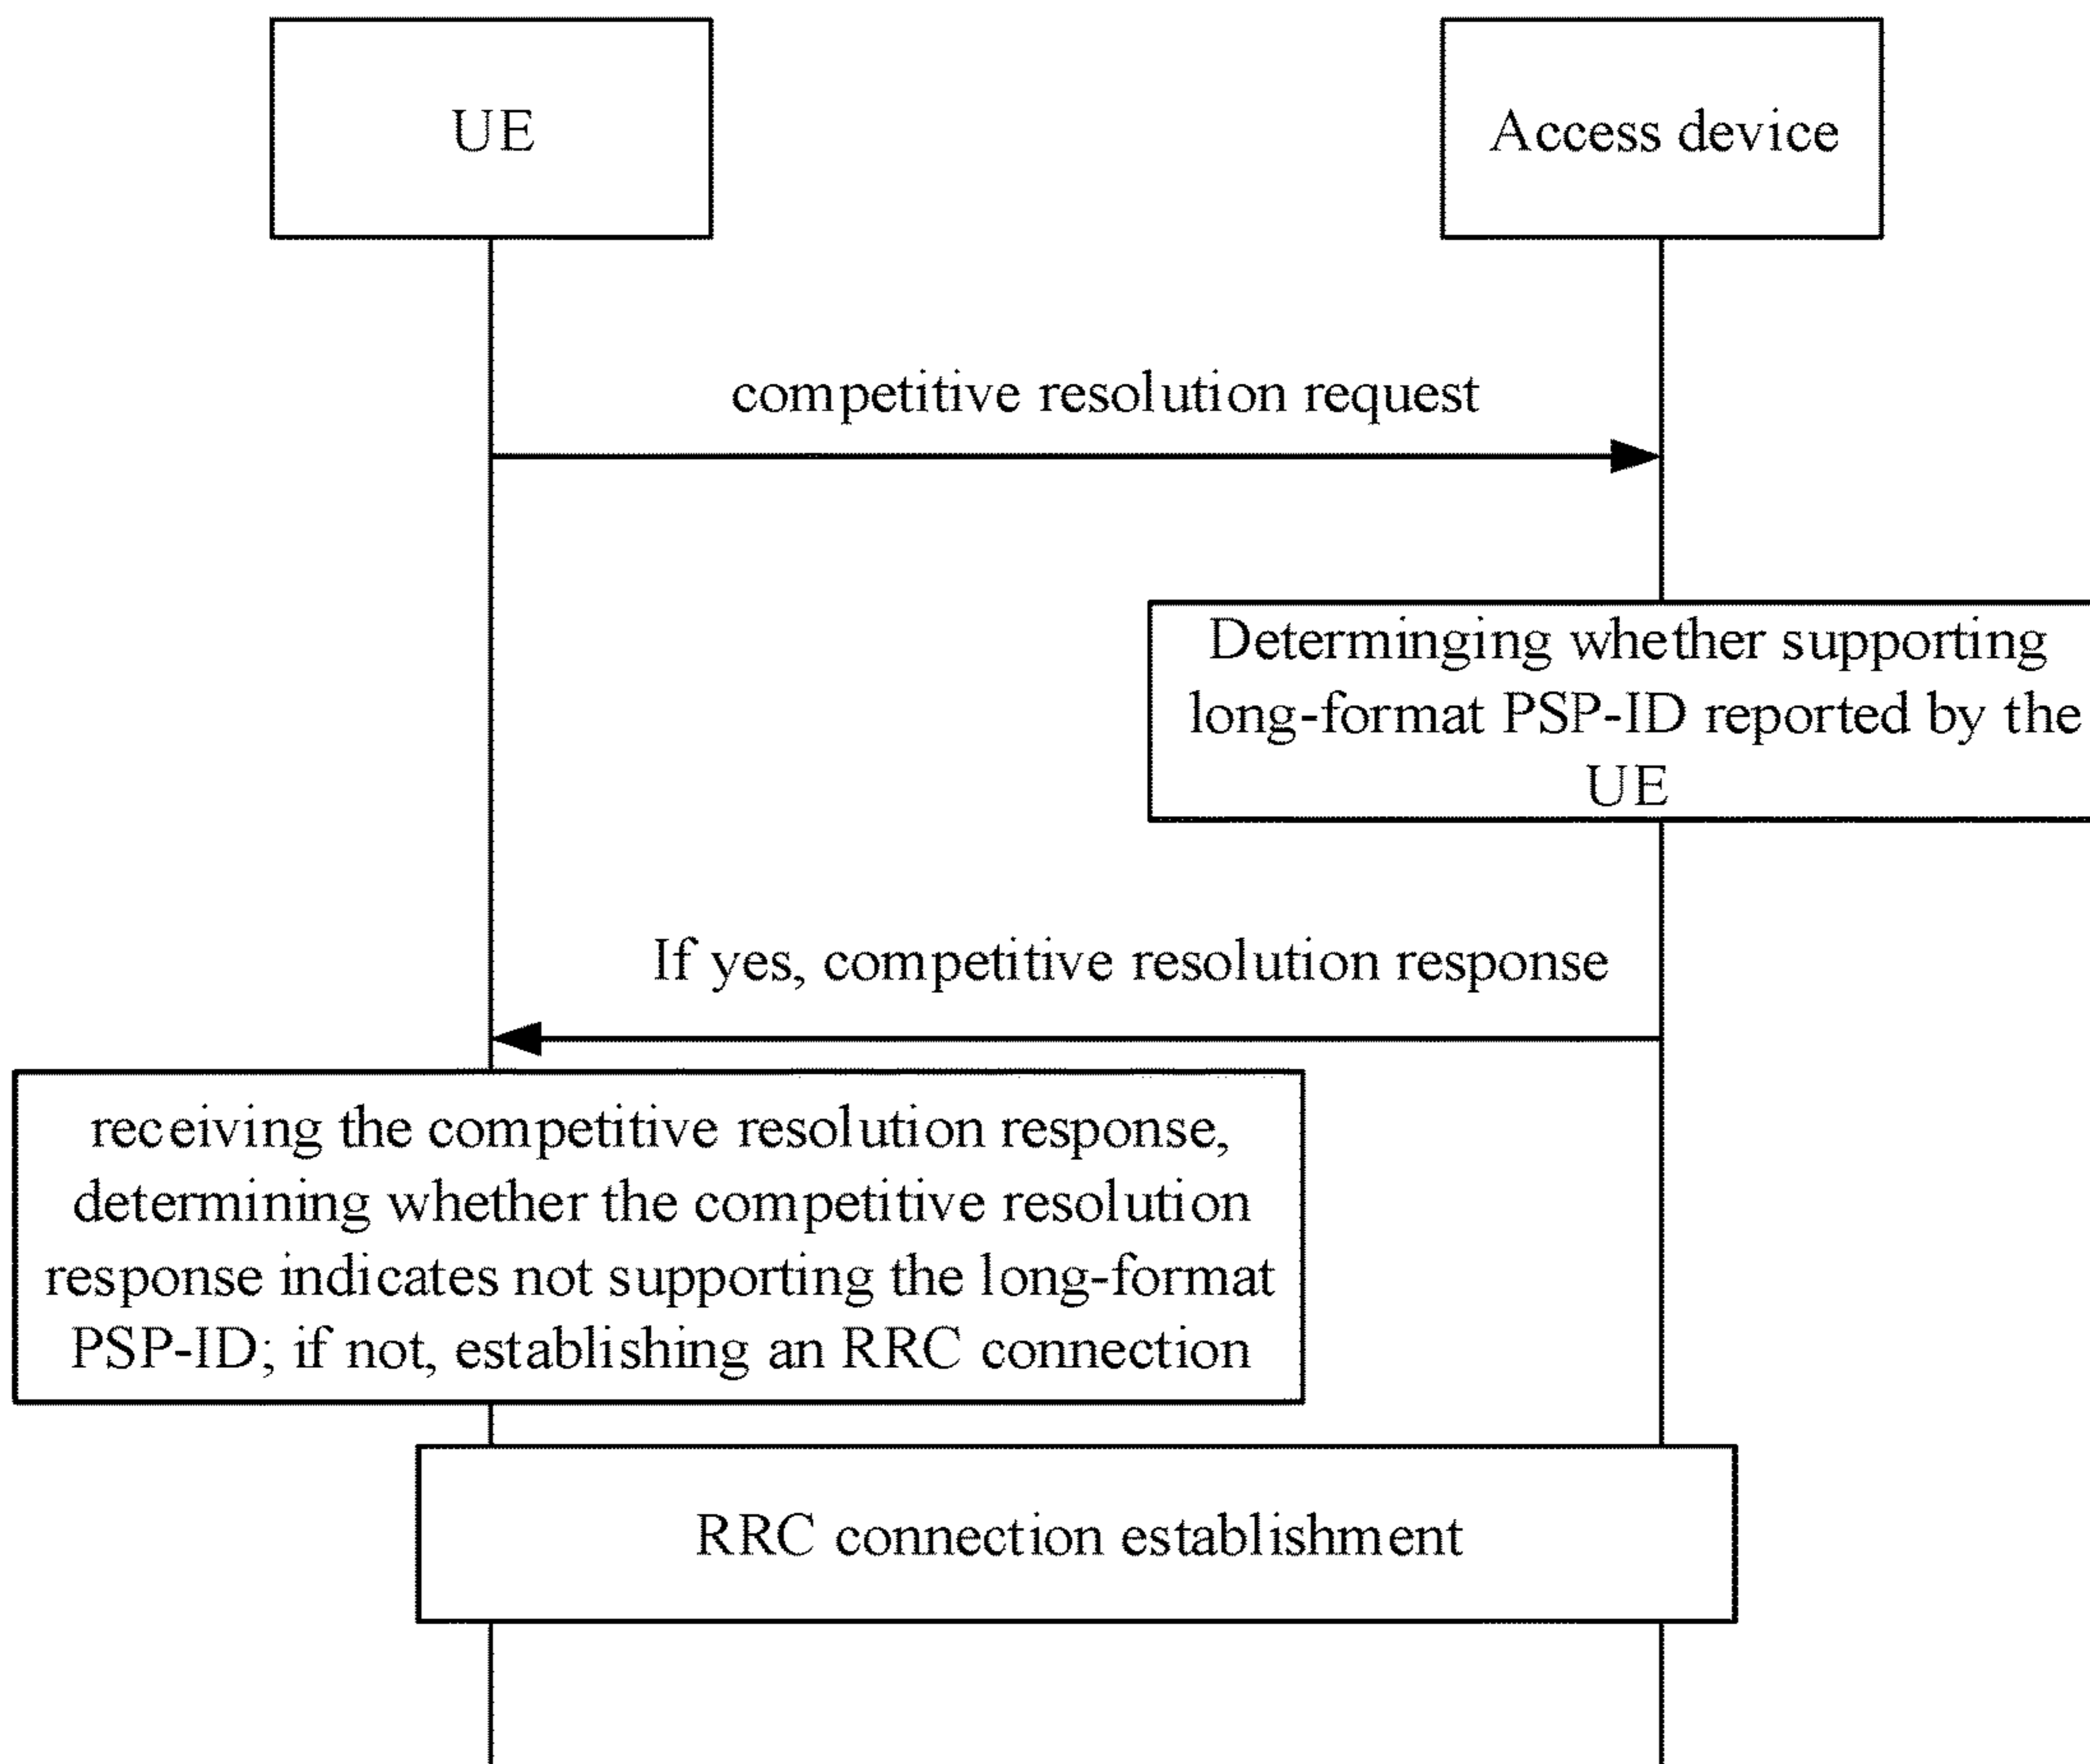 UE
Access device
competitive resolution request
Determinging whether supporting
long-format PSP-ID reported by the
UE
If yes, competitive resolution response
receiving the competitive resolution response,
determining whether the competitive resolution
response indicates not supporting the long-format
PSP-ID; if not, establishing an RRC connection
RRC connection establishment